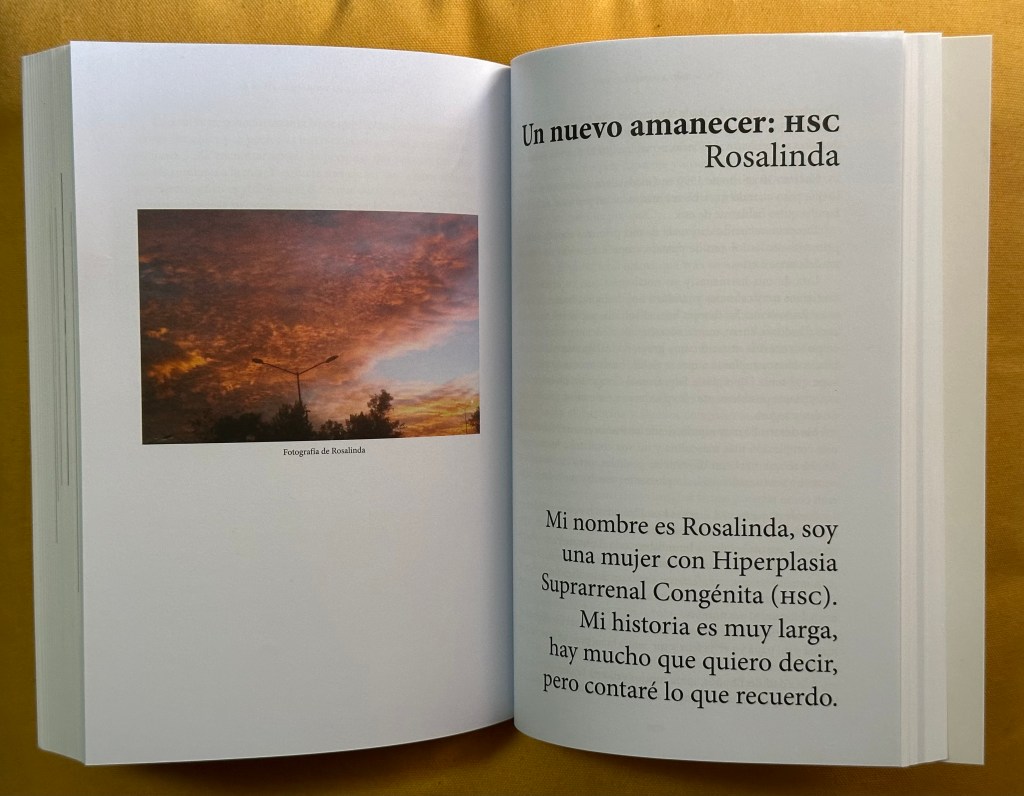 Fotografía de Rosalinda
Un nuevo amanecer: HSC
Rosalinda
Mi nombre es Rosalinda, soy
una mujer con Hiperplasia
Suprarrenal Congénita (HSC).
Mi historia es muy larga,
hay mucho que quiero decir,
pero contaré lo que recuerdo.